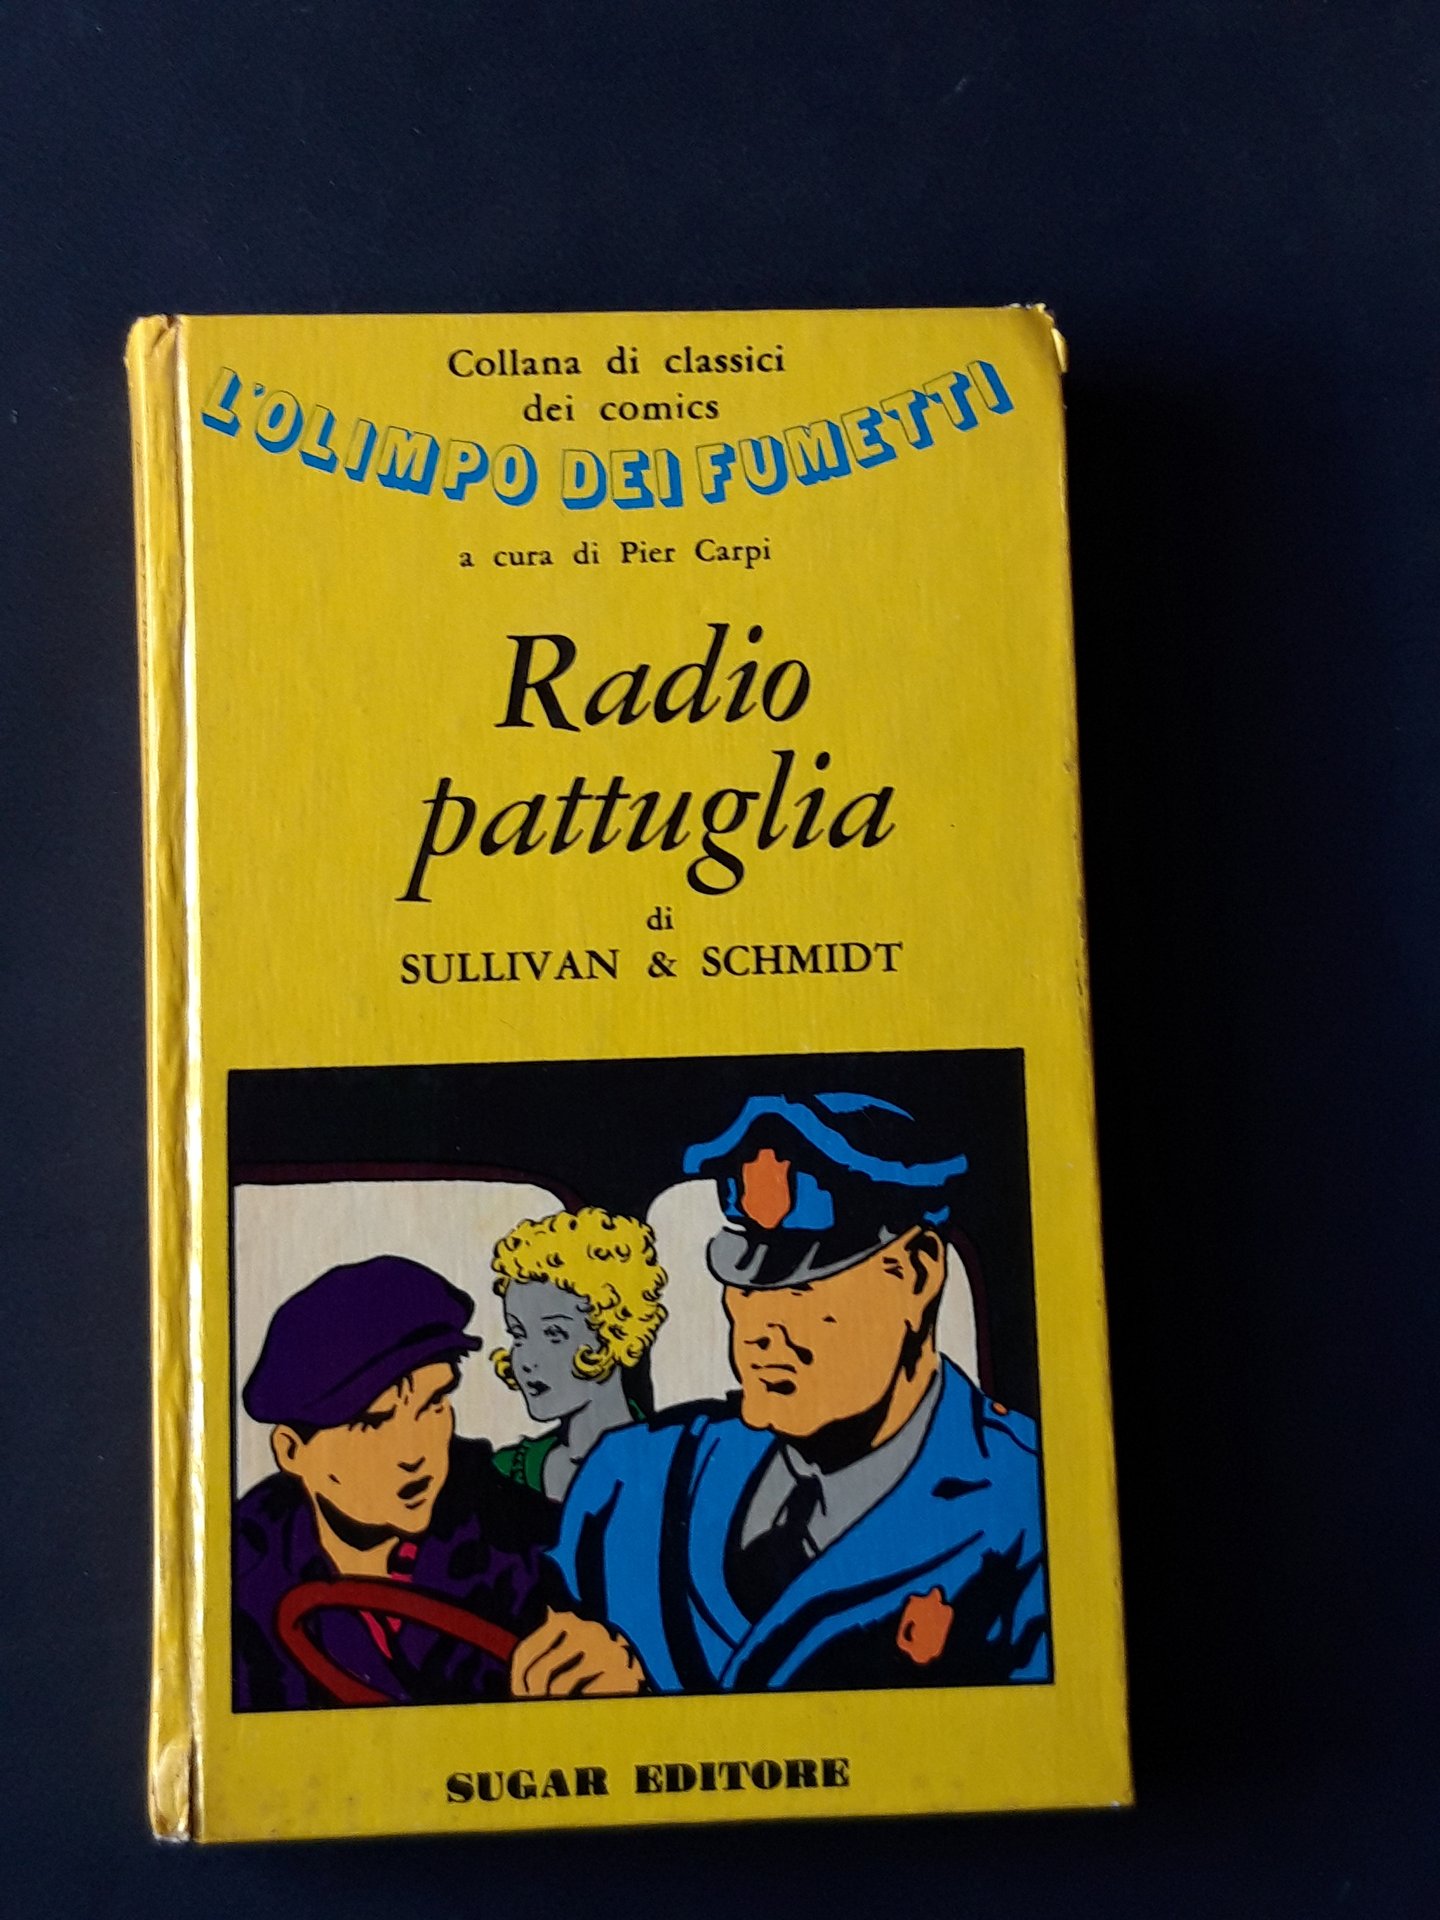 Collana di classici
dei comics
L'OLIMPO DEI FUMETTI
a cura di Pier Carpi
Radio
pattuglia
di
SULLIVAN & SCHMIDT
SUGAR EDITORE